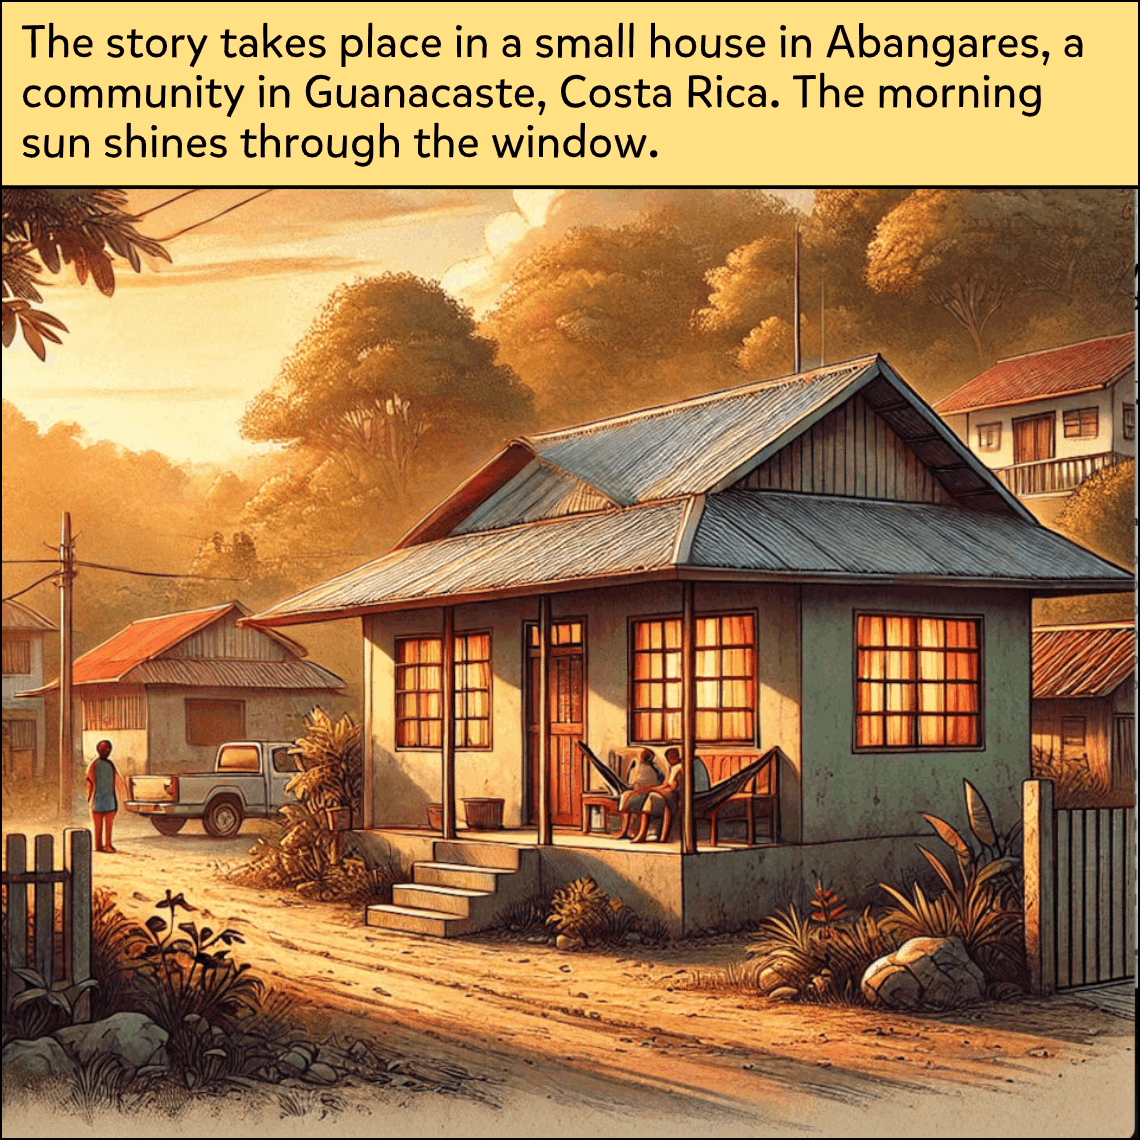 The story takes place in a small house in Abangares, a
community in Guanacaste, Costa Rica. The morning
sun shines through the window.